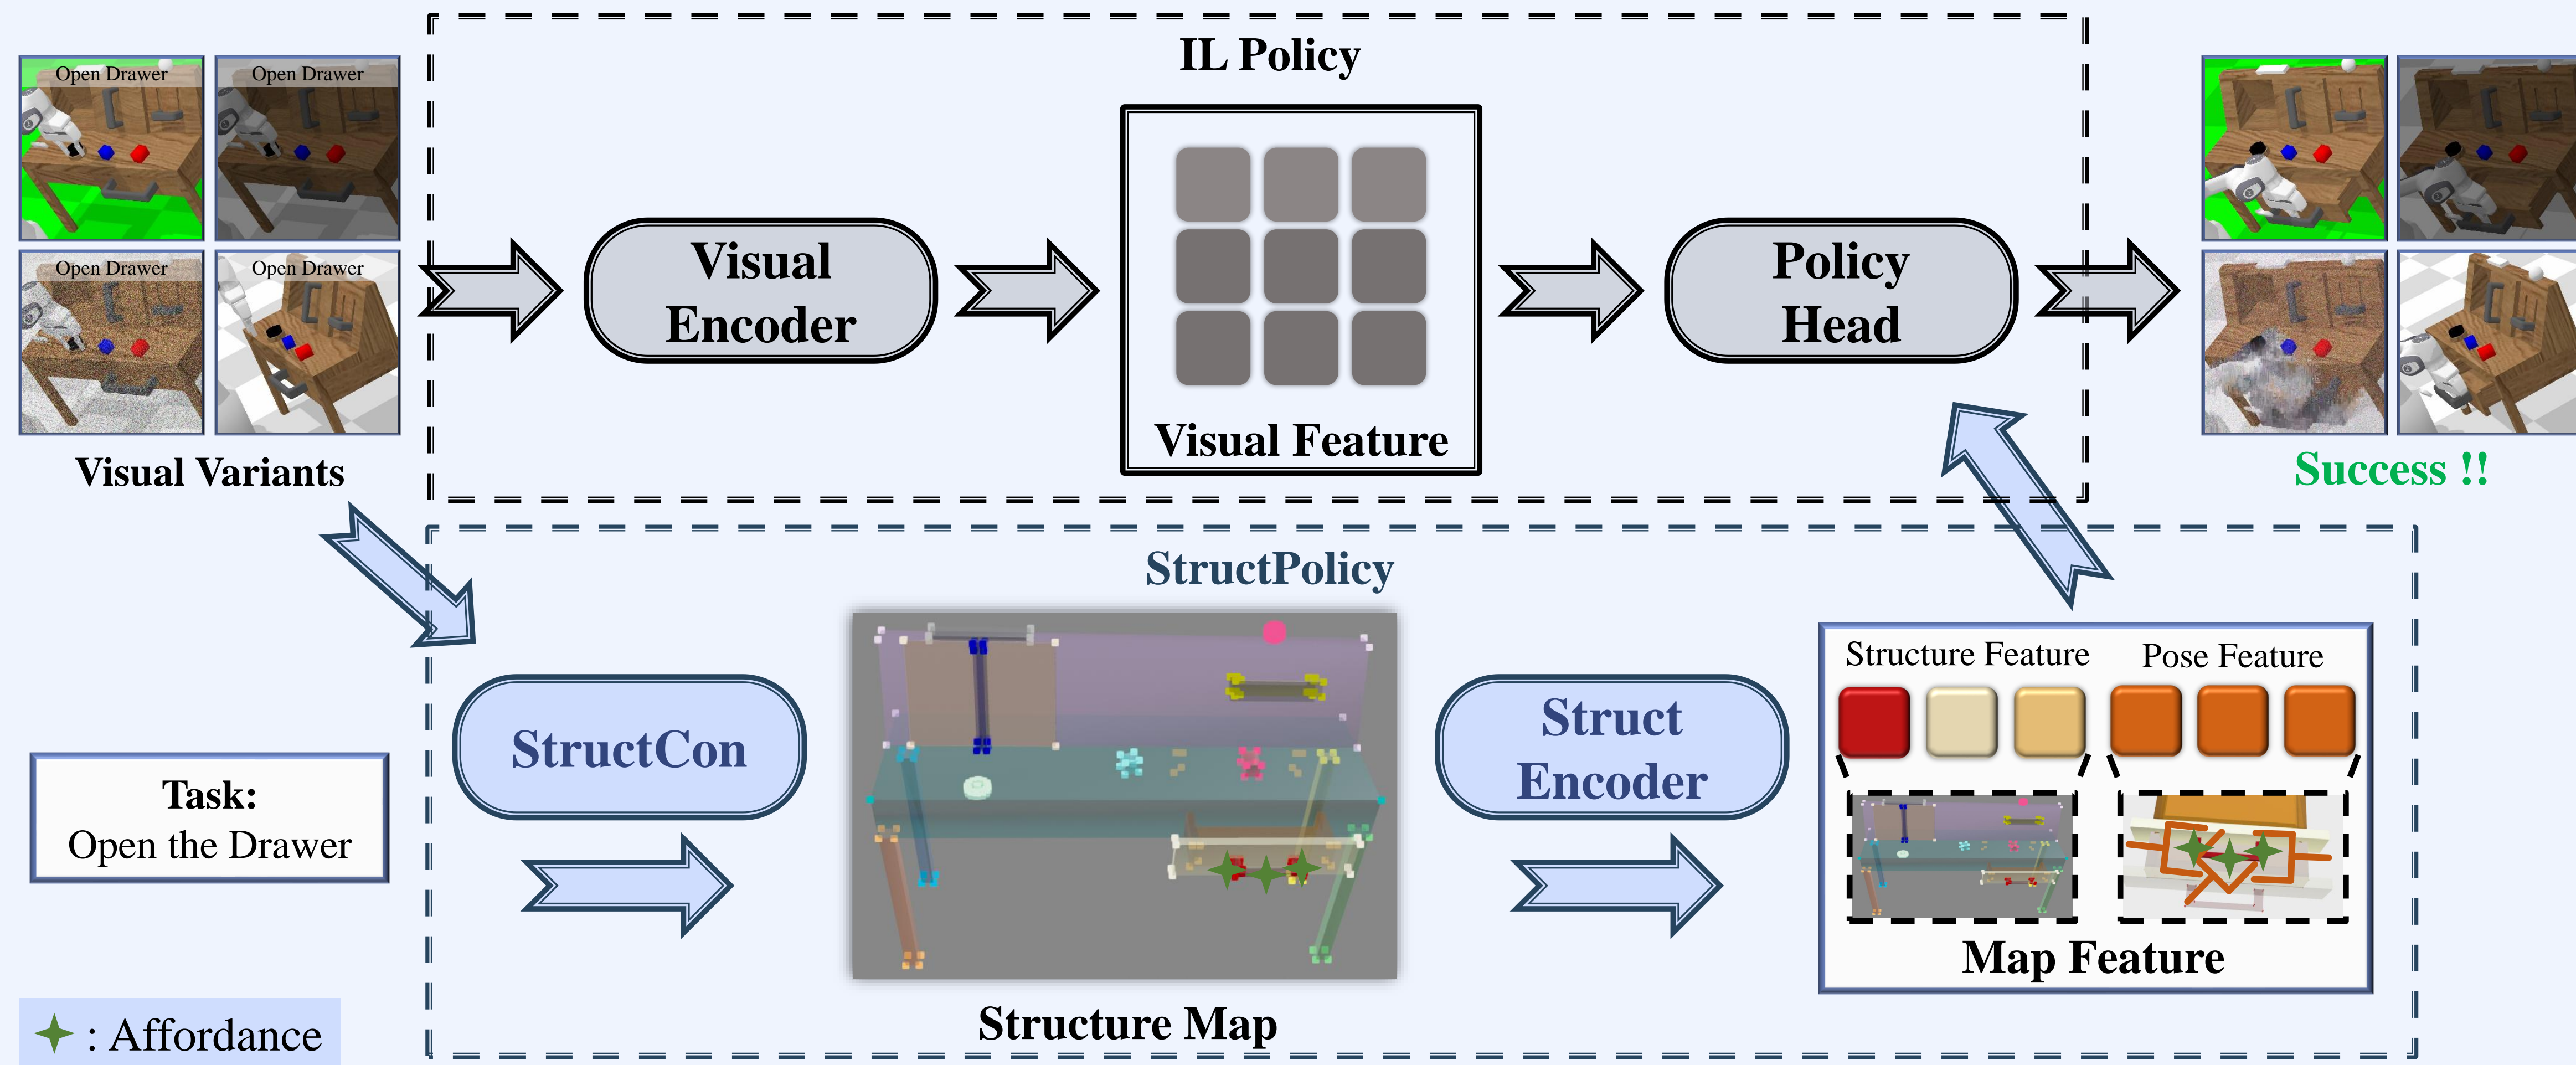 IL Policy
Open Drawer
Open Drawer
Open Drawer
Open Drawer
Visual Variants
Visual
Encoder
Visual Feature
Policy
Head
Success !!
StructPolicy
Task:
Open the Drawer
StructCon
Structure Map
Struct
Encoder
Structure Feature
Pose Feature
Map Feature
: Affordance